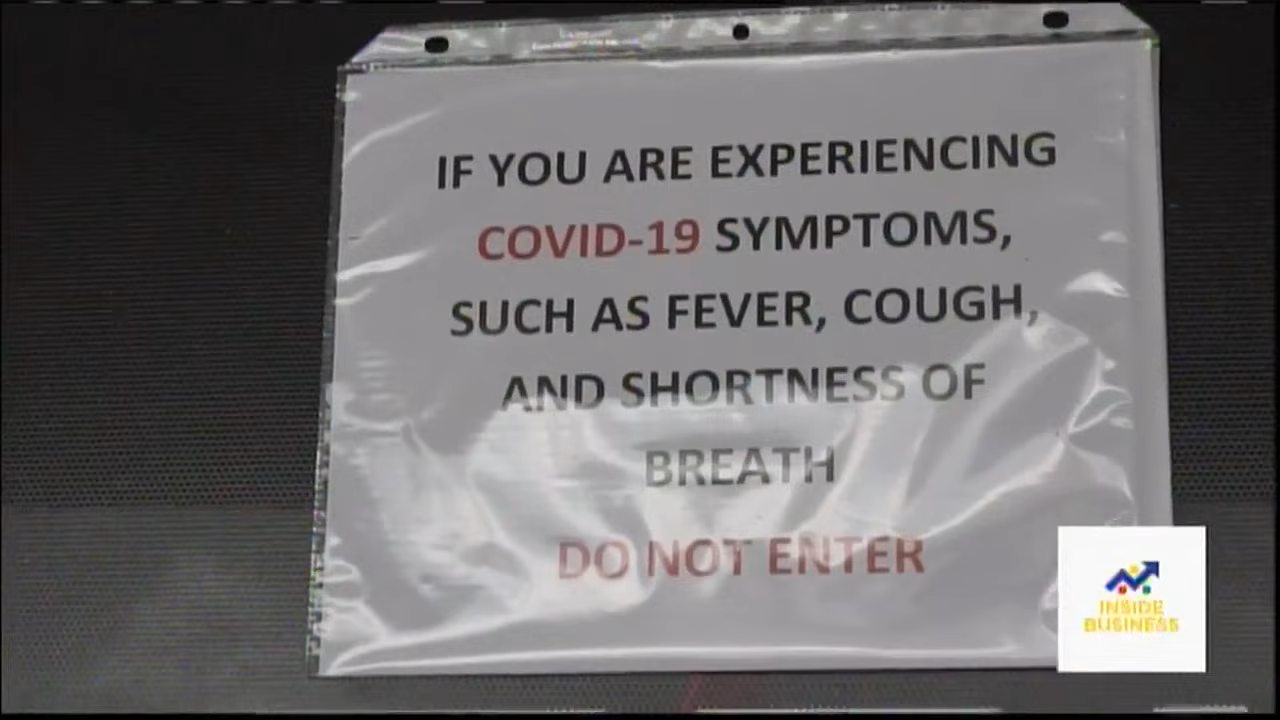 IF YOU ARE EXPERIENCING
COVID-19 SYMPTOMS,
SUCH AS FEVER, COUGH,
AND SHORTNESS OF
BREATH
DO NOT ENTER
INSIDE
BUSINESS